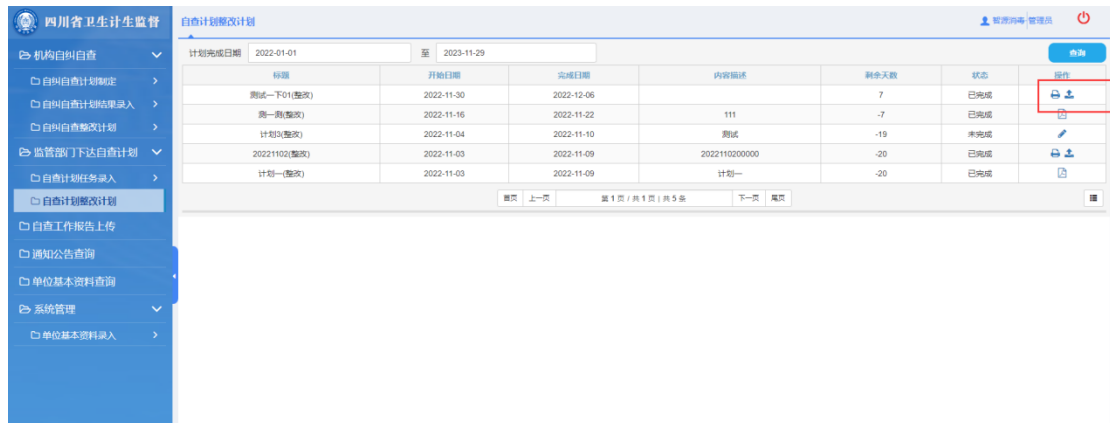 四川省卫生计生监督
自查计划整改计划
智源消毒-管理员
机构自纠自查
自纠自查计划制定
自纠自查计划结果录入
自纠自查整改计划
监管部门下达自查计划
自查计划任务录入
自查计划整改计划
自查工作报告上传
通知公告查询
单位基本资料查询
系统管理
单位基本资料录入
计划完成日期 2022-01-01 至 2023-11-29 查询
标题 开始日期 完成日期 内容描述 剩余天数 状态 操作
测试一下01(整改) 2022-11-30 2022-12-06 7 已完成
测一测(整改) 2022-11-16 2022-11-22 111 -7 已完成
计划3(整改) 2022-11-04 2022-11-10 测试 -19 未完成
20221102(整改) 2022-11-03 2022-11-09 2022110200000 -20 已完成
计划一(整改) 2022-11-03 2022-11-09 计划一 -20 已完成
首页 上一页 第 1 页 / 共 1 页 | 共 5 条 下一页 尾页